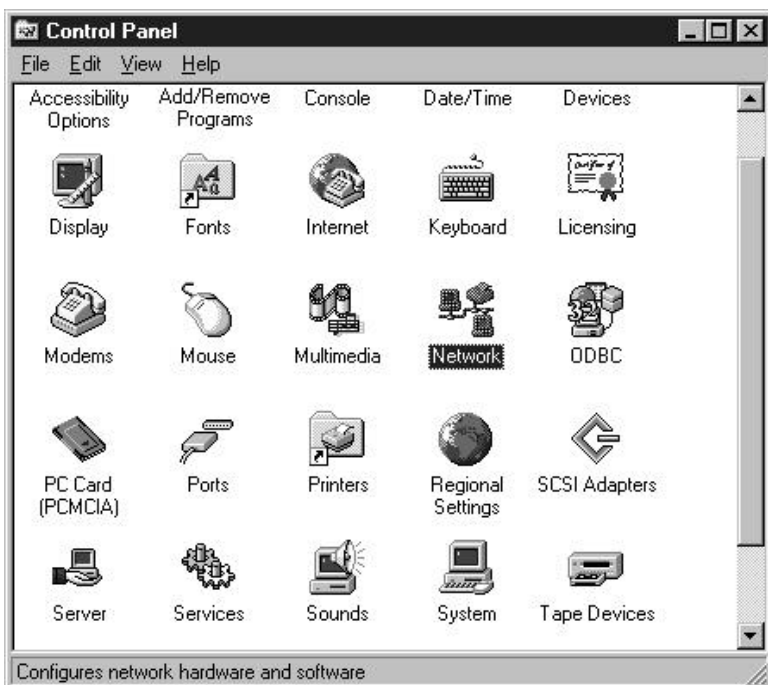 Control Panel
File Edit View Help
Accessibility Options
Add/Remove Programs
Console
Date/Time
Devices
Display
Fonts
Internet
Keyboard
Licensing
Modems
Mouse
Multimedia
Network
ODBC
32
PC Card (PCMCIA)
Ports
Printers
Regional Settings
SCSI Adapters
Server
Services
Sounds
System
Tape Devices
Configures network hardware and software